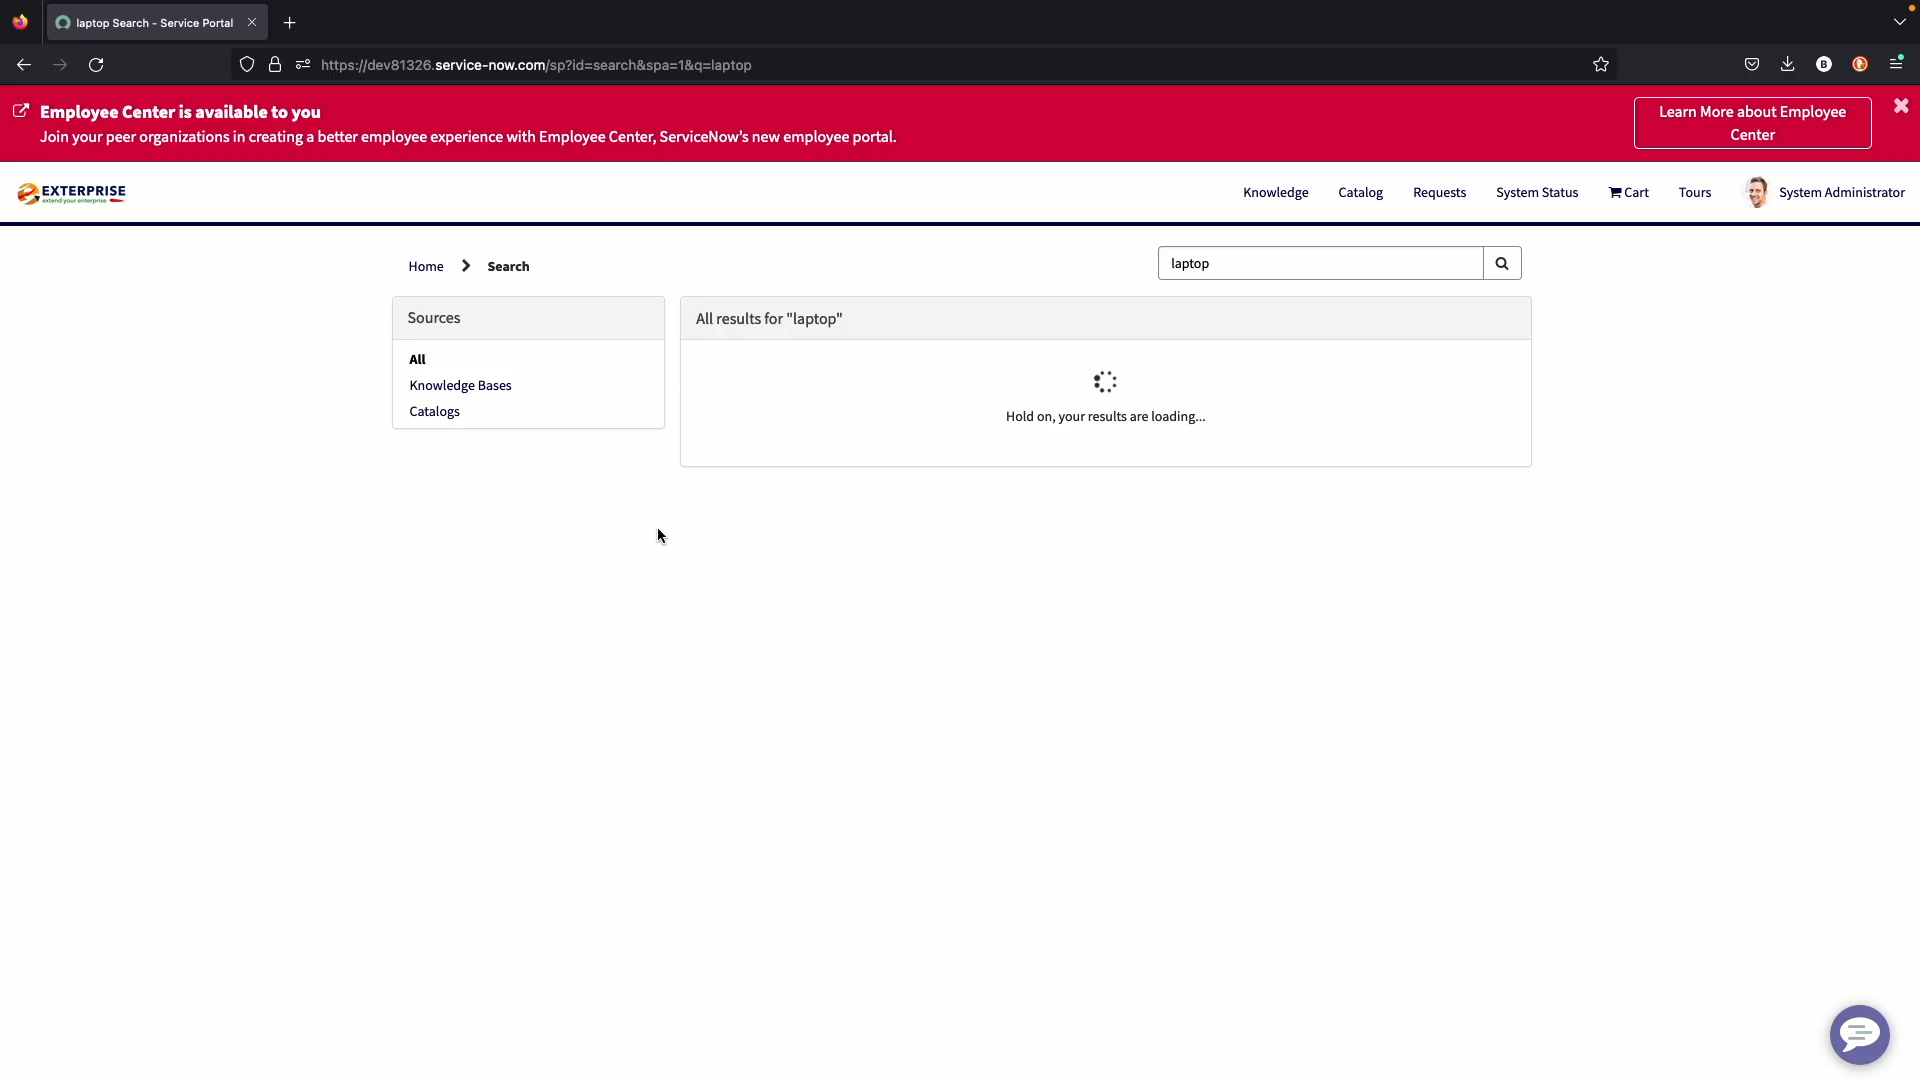 laptop Search - Service Portal
https://dev81326.service-now.com/sp?id=search&spa=1&q=laptop
B
Employee Center is available to you
Join your peer organizations in creating a better employee experience with Employee Center, ServiceNow's new employee portal.
Learn More about Employee
Center
EXTERPRISE
extend your enterprise
Knowledge
Catalog
Requests
System Status
Cart
Tours
System Administrator
Home
Search
laptop
Sources
All
Knowledge Bases
Catalogs
All results for "laptop"
Hold on, your results are loading...